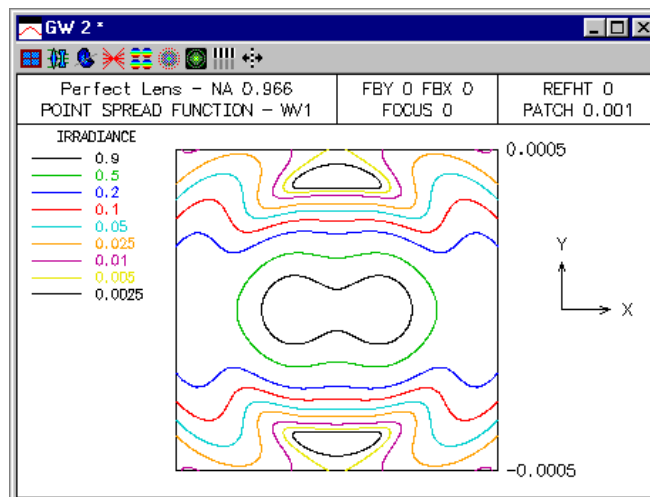 GW 2 *
Perfect Lens - NA 0.966
POINT SPREAD FUNCTION - WV1
FBY 0 FBX 0
FOCUS 0
REFHT 0
PATCH 0.001
IRRADIANCE
0.9
0.5
0.2
0.1
0.05
0.025
0.01
0.005
0.0025
0.0005
Y
X
-0.0005